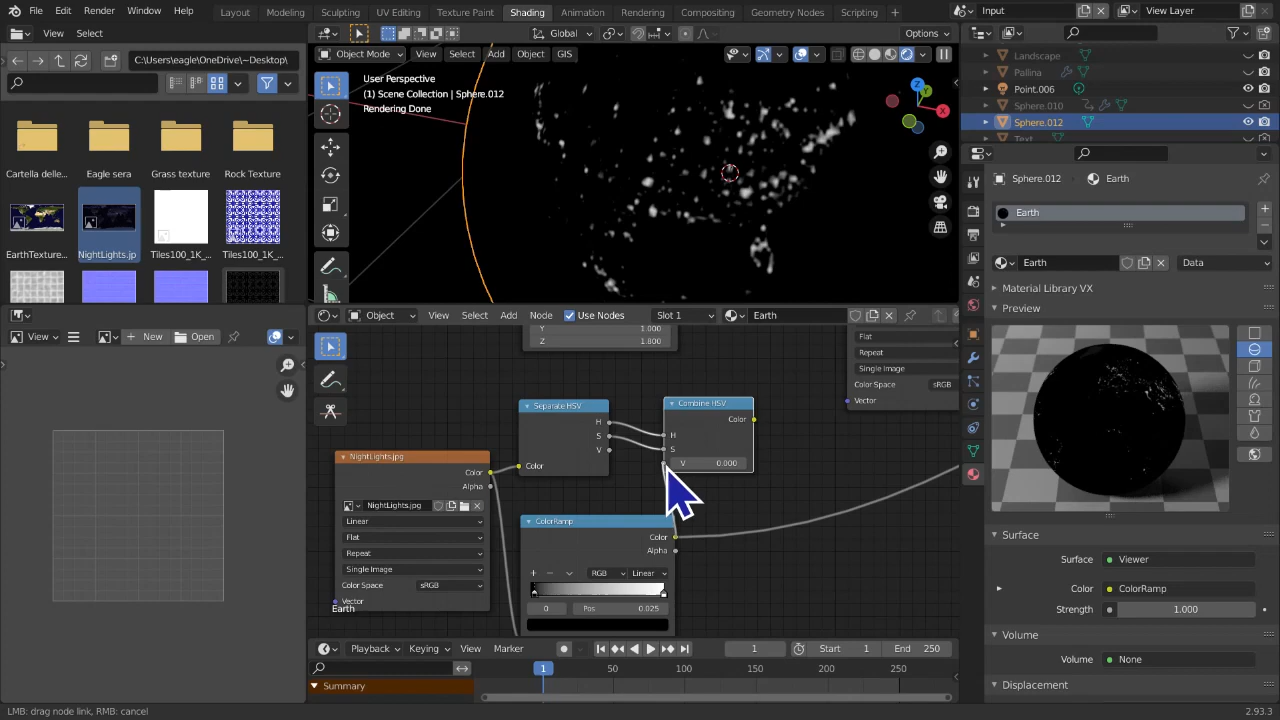 File Edit Render Window Help Layout Modeling Sculpting UV Editing Texture Paint Shading Animation Rendering Compositing Geometry Nodes Scripting + Input View Layer
View Select
C:\Users\eagle\OneDrive\~Desktop\
Cartella delle... Eagle sera Grass texture Rock Texture
EarthTexture... NightLights.jp Tiles100_1K_... Tiles100_1K_...
Global Options
Object Mode View Select Add Object GIS
User Perspective
(1) Scene Collection | Sphere.012
Rendering Done
Z
Y
X
Landscape
Pallina
Point.006
Sphere.010
Sphere.012
Text
Sphere.012 Earth
Earth
Earth Data
Material Library VX
Preview
Surface
Surface Viewer
Color ColorRamp
Strength 1.000
Volume
Volume None
Displacement
View New Open
Object View Select Add Node Use Nodes Slot 1 Earth
Y 1.000
Z 1.800
Flat
Repeat
Single Image
Color Space sRGB
Vector
Separate HSV
H
S
V
Color
Combine HSV
Color
H
S
V 0.000
NightLights.jpg
Color
Alpha
NightLights.jpg
Linear
Flat
Repeat
Single Image
Color Space sRGB
Vector
Earth
ColorRamp
Color
Alpha
+ − RGB Linear
0 Pos 0.025
Playback Keying View Marker 1 Start 1 End 250
1 50 100 150 200 250
Summary
LMB: drag node link, RMB: cancel
2.93.3